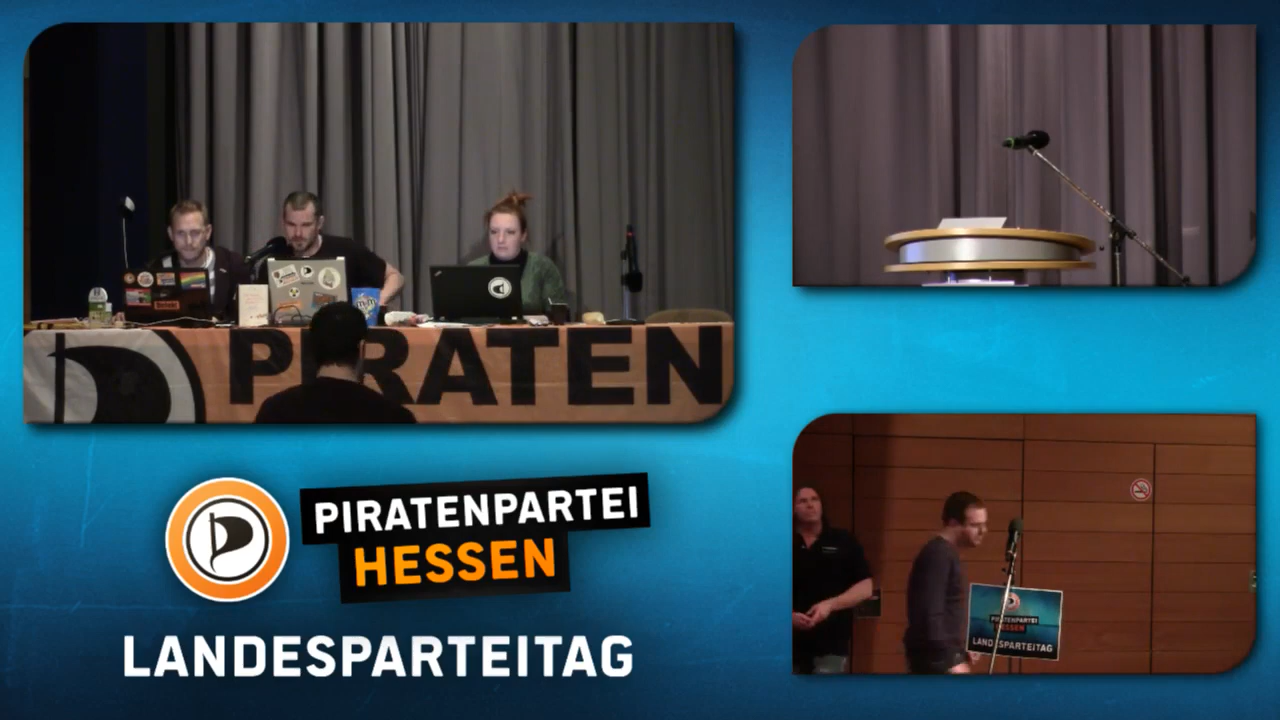 PIRATEN
PIRATENPARTEI
HESSEN
LANDESPARTEITAG
PIRATENPARTEI
HESSEN
LANDESPARTEITAG